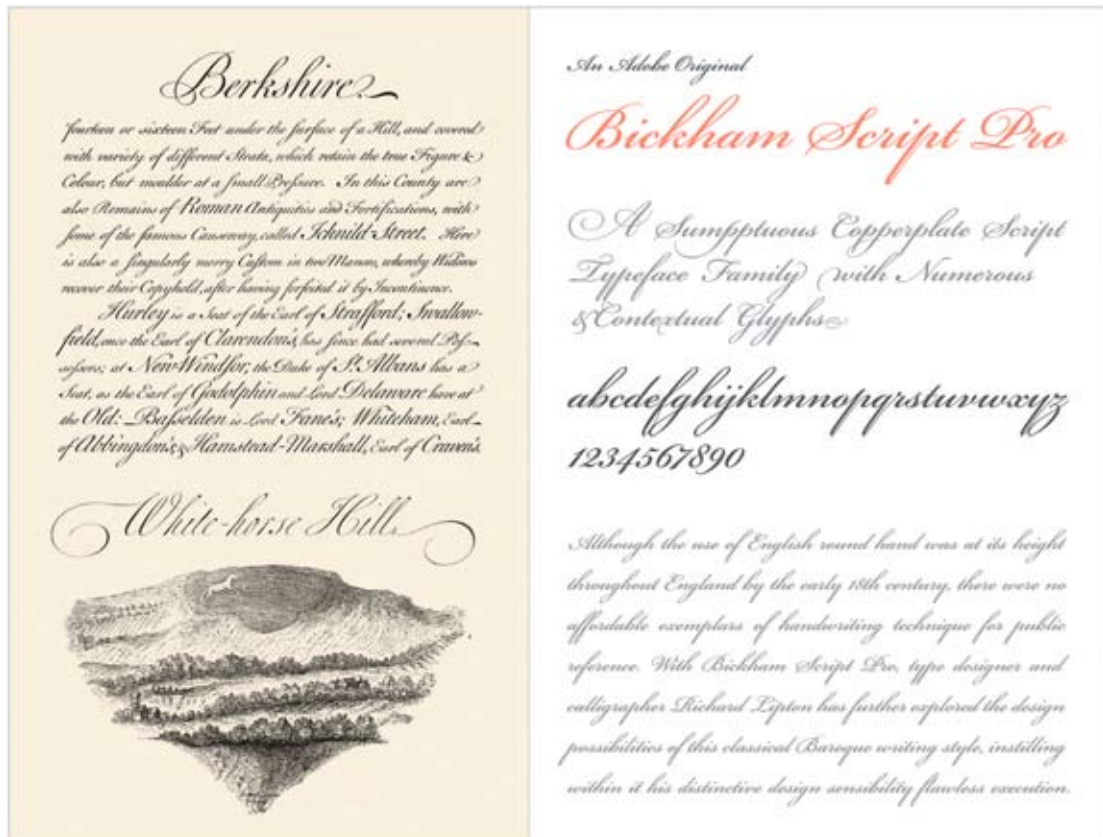 Berkshire.
fourteen or sixteen Feet under the surface of a Hill, and covered
with variety of different Strata, which retain the true Figure &
Colour, but moulder at a small Pressure. In this County are
also Remains of Roman Antiquities and Fortifications, with
some of the famous Causeway, called Ichnild-Street. Here
is also a singularly merry Custom in two Manors, whereby Widows
recover their Copyhold, after having forfeited it by Incontinence.
Hurley is a Seat of the Earl of Strafford; Swallow-
field, once the Earl of Clarendon's, has since had several Pos-
sessors; at New Windsor, the Duke of St. Albans has a
Seat, as the Earl of Godolphin and Lord Delaware have at
the Old: Basselden is Lord Fane's; Whiteham, Earl
of Abbingdon's; & Hamstead-Marshall, Earl of Craven's.
White-horse Hill.
An Adobe Original
Bickham Script Pro
A Sumpptuous Copperplate Script
Typeface Family with Numerous
& Contextual Glyphs
abcdefghijklmnopqrstuvwxyz
1234567890
Although the use of English round hand was at its height
throughout England by the early 18th century, there were no
affordable exemplars of handwriting technique for public
reference. With Bickham Script Pro, type designer and
calligrapher Richard Lipton has further explored the design
possibilities of this classical Baroque writing style, instilling
within it his distinctive design sensibility flawless execution.